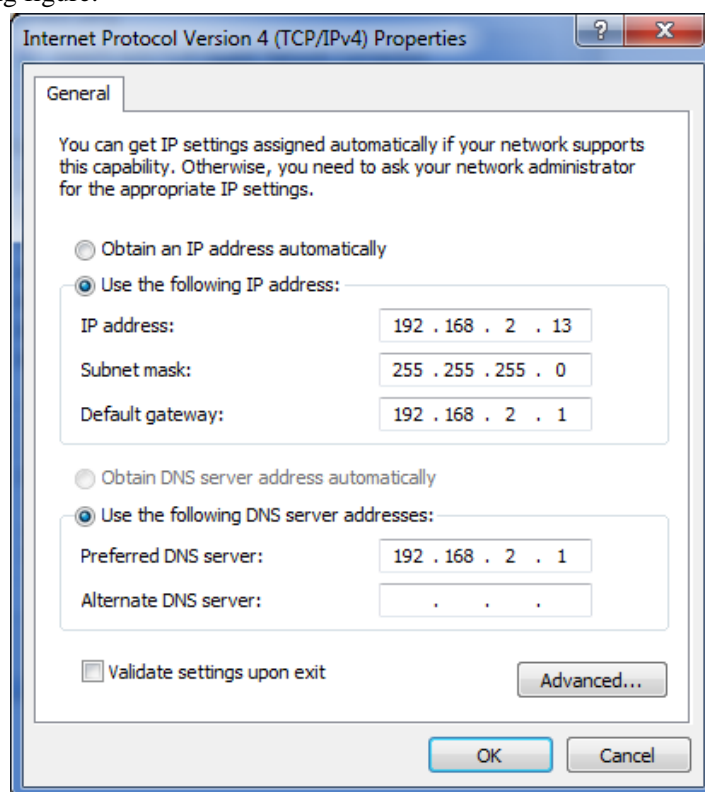 ng figure.
Internet Protocol Version 4 (TCP/IPv4) Properties ? X
General
You can get IP settings assigned automatically if your network supports
this capability. Otherwise, you need to ask your network administrator
for the appropriate IP settings.
Obtain an IP address automatically
Use the following IP address:
IP address: 192 . 168 . 2 . 13
Subnet mask: 255 . 255 . 255 . 0
Default gateway: 192 . 168 . 2 . 1
Obtain DNS server address automatically
Use the following DNS server addresses:
Preferred DNS server: 192 . 168 . 2 . 1
Alternate DNS server: . . .
Validate settings upon exit
Advanced...
OK Cancel